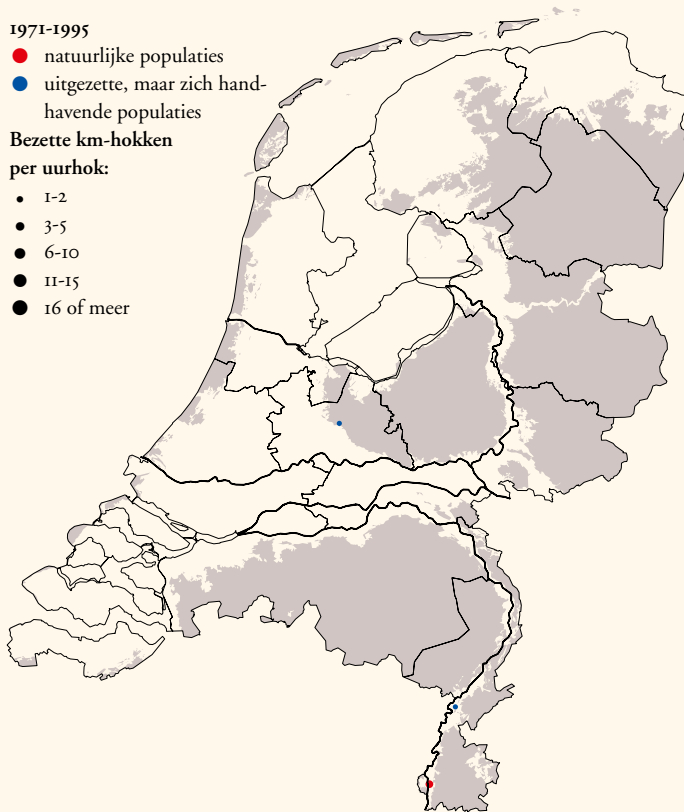 1971-1995
natuurlijke populaties
uitgezette, maar zich hand-
havende populaties
Bezette km-hokken
per uurhok:
1-2
3-5
6-10
11-15
16 of meer